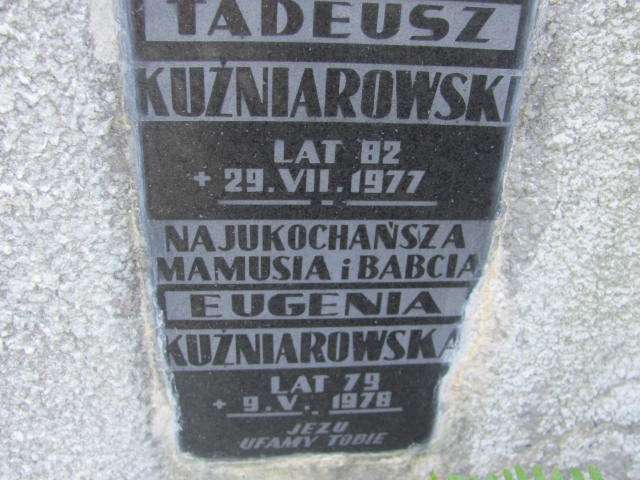 TADEUSZ
KUŹNIAROWSKI
LAT 82
+ 29.VII.1977
NAJUKOCHAŃSZA
MAMUSIA i BABCIA
EUGENIA
KUŹNIAROWSKA
LAT 79
+ 9.V. 1978
JEZU
UFAMY TOBIE